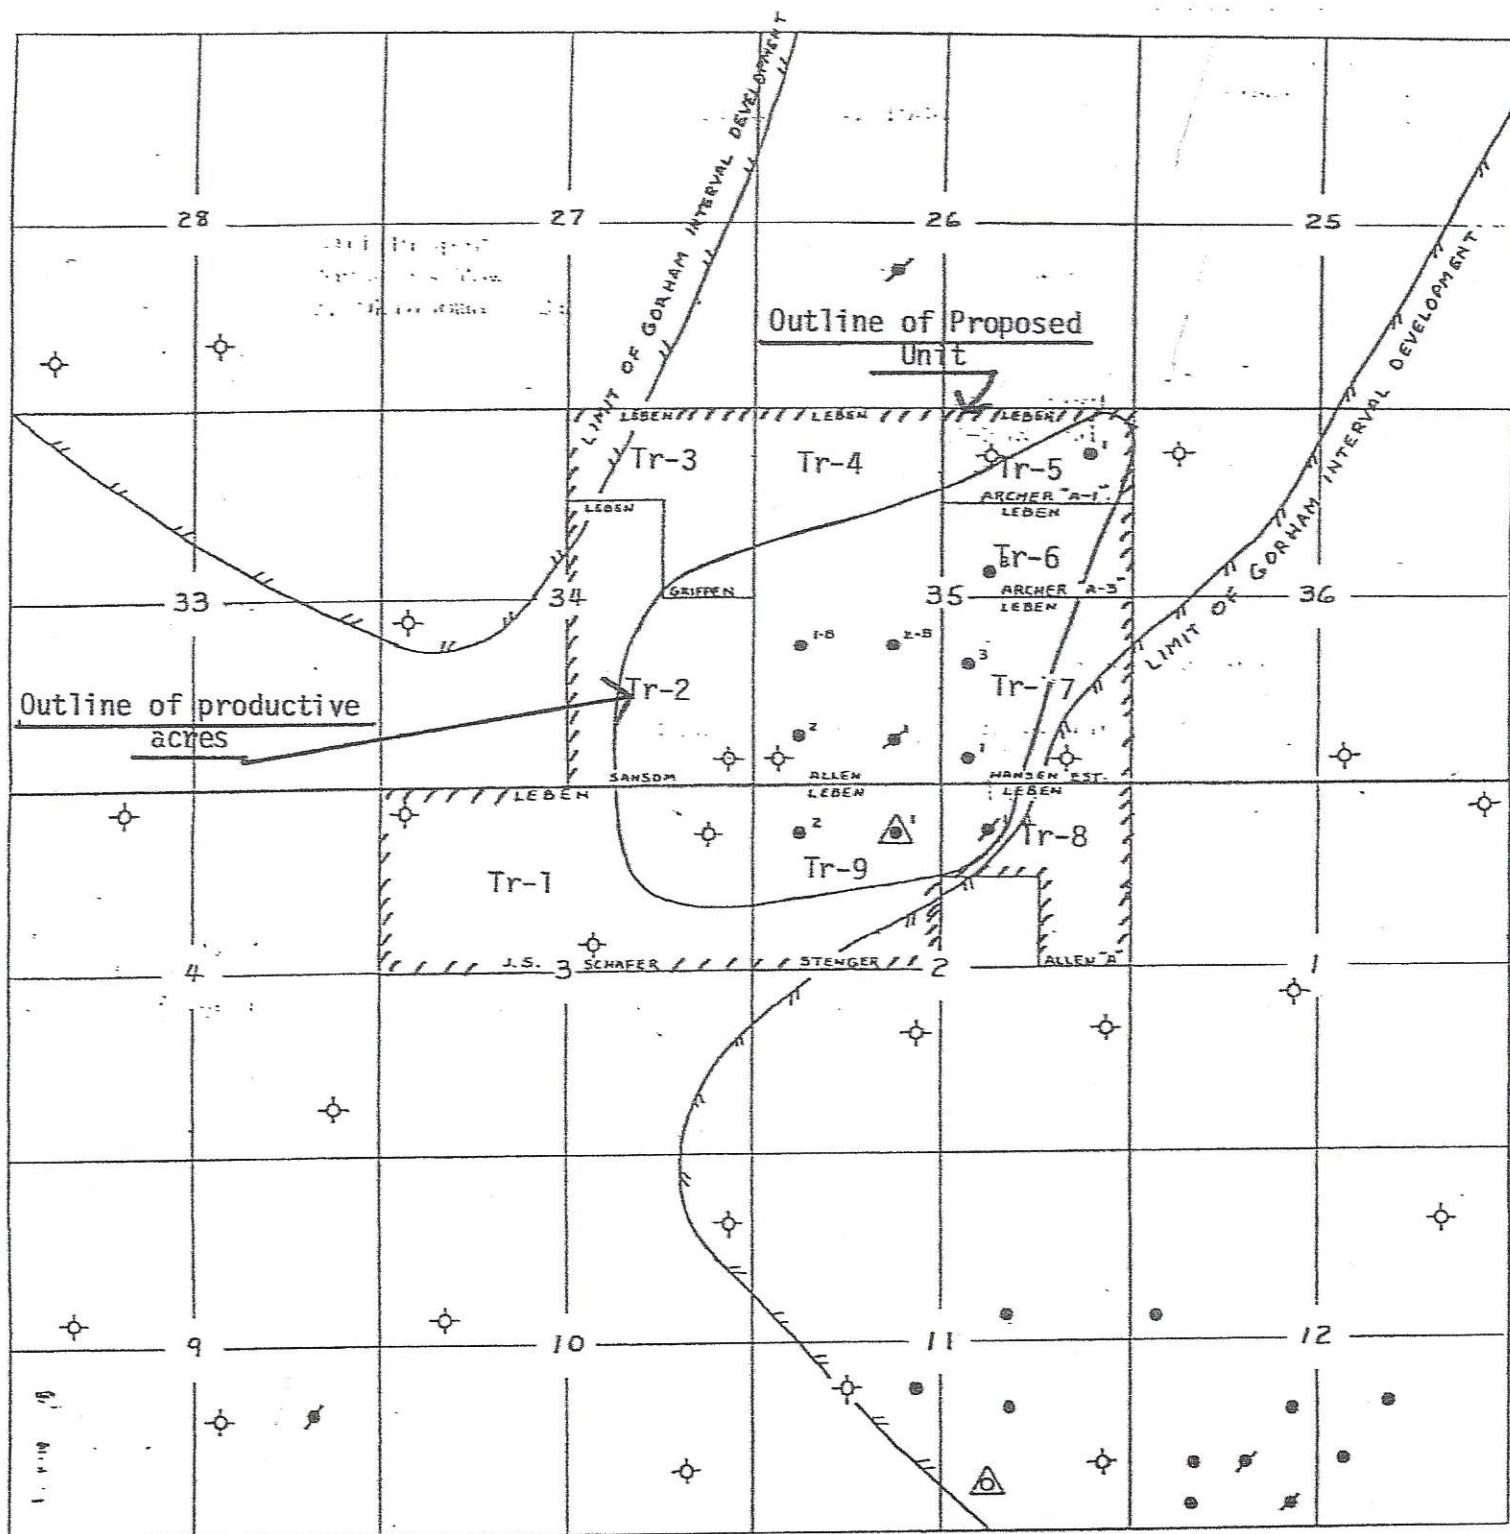 LIMIT OF GORHAM INTERVAL DEVELOPMENT
28
27
26
25
Outline of Proposed
Unit
LIMIT OF GORHAM INTERVAL DEVELOPMENT
LEBEN
LEBEN
LEBEN
Tr-3
Tr-4
Tr-5
1
ARCHER "A-1"
LEBEN
LEBEN
Tr-6
33
34
GRIFFEN
35
ARCHER "A-3"
36
LEBEN
1-B
2-B
3
Tr-2
Tr-7
Outline of productive
acres
2
1
1
SANSOM
ALLEN
HANSEN EST.
LEBEN
LEBEN
LEBEN
2
1
1
Tr-8
Tr-1
Tr-9
J.S. SCHAFER
STENGER
ALLEN "A"
4
3
2
1
9
10
11
12